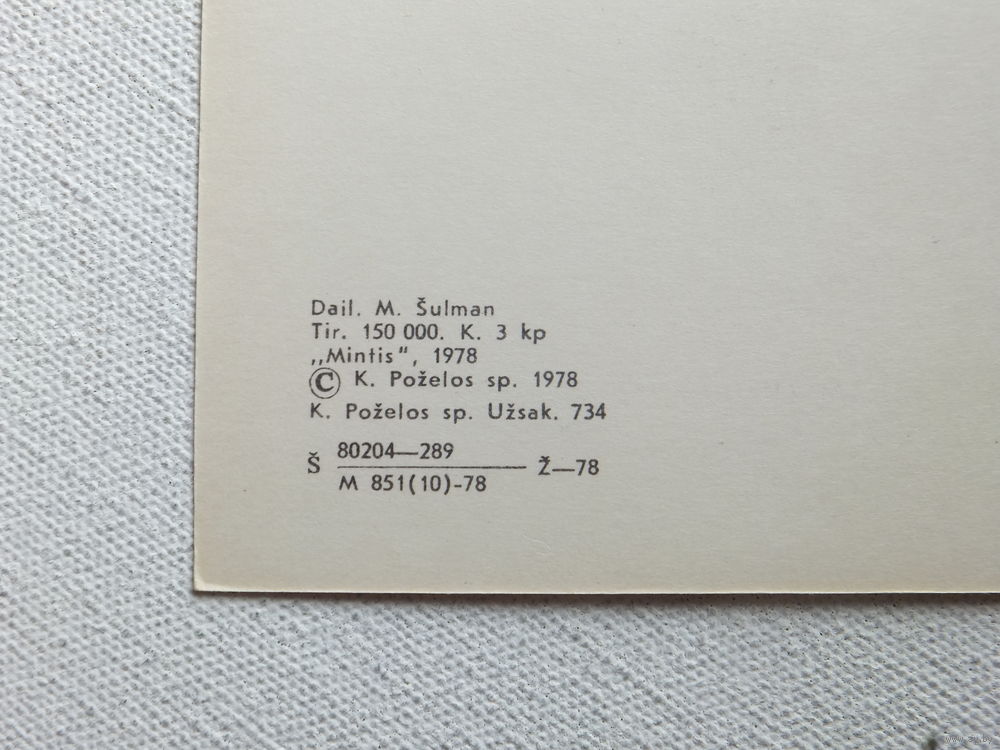 Dail. M. Šulman
Tir. 150 000. K. 3 kp
„Mintis", 1978
© K. Poželos sp. 1978
K. Poželos sp. Užsak. 734
Š 80204—289 Ž—78
M 851(10)-78